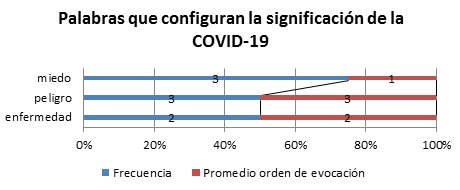 Palabras que configuran la significación de la
COVID-19
miedo 3 1
peligro 3 3
enfermedad 2 2
0% 20% 40% 60% 80% 100%
Frecuencia Promedio orden de evocación